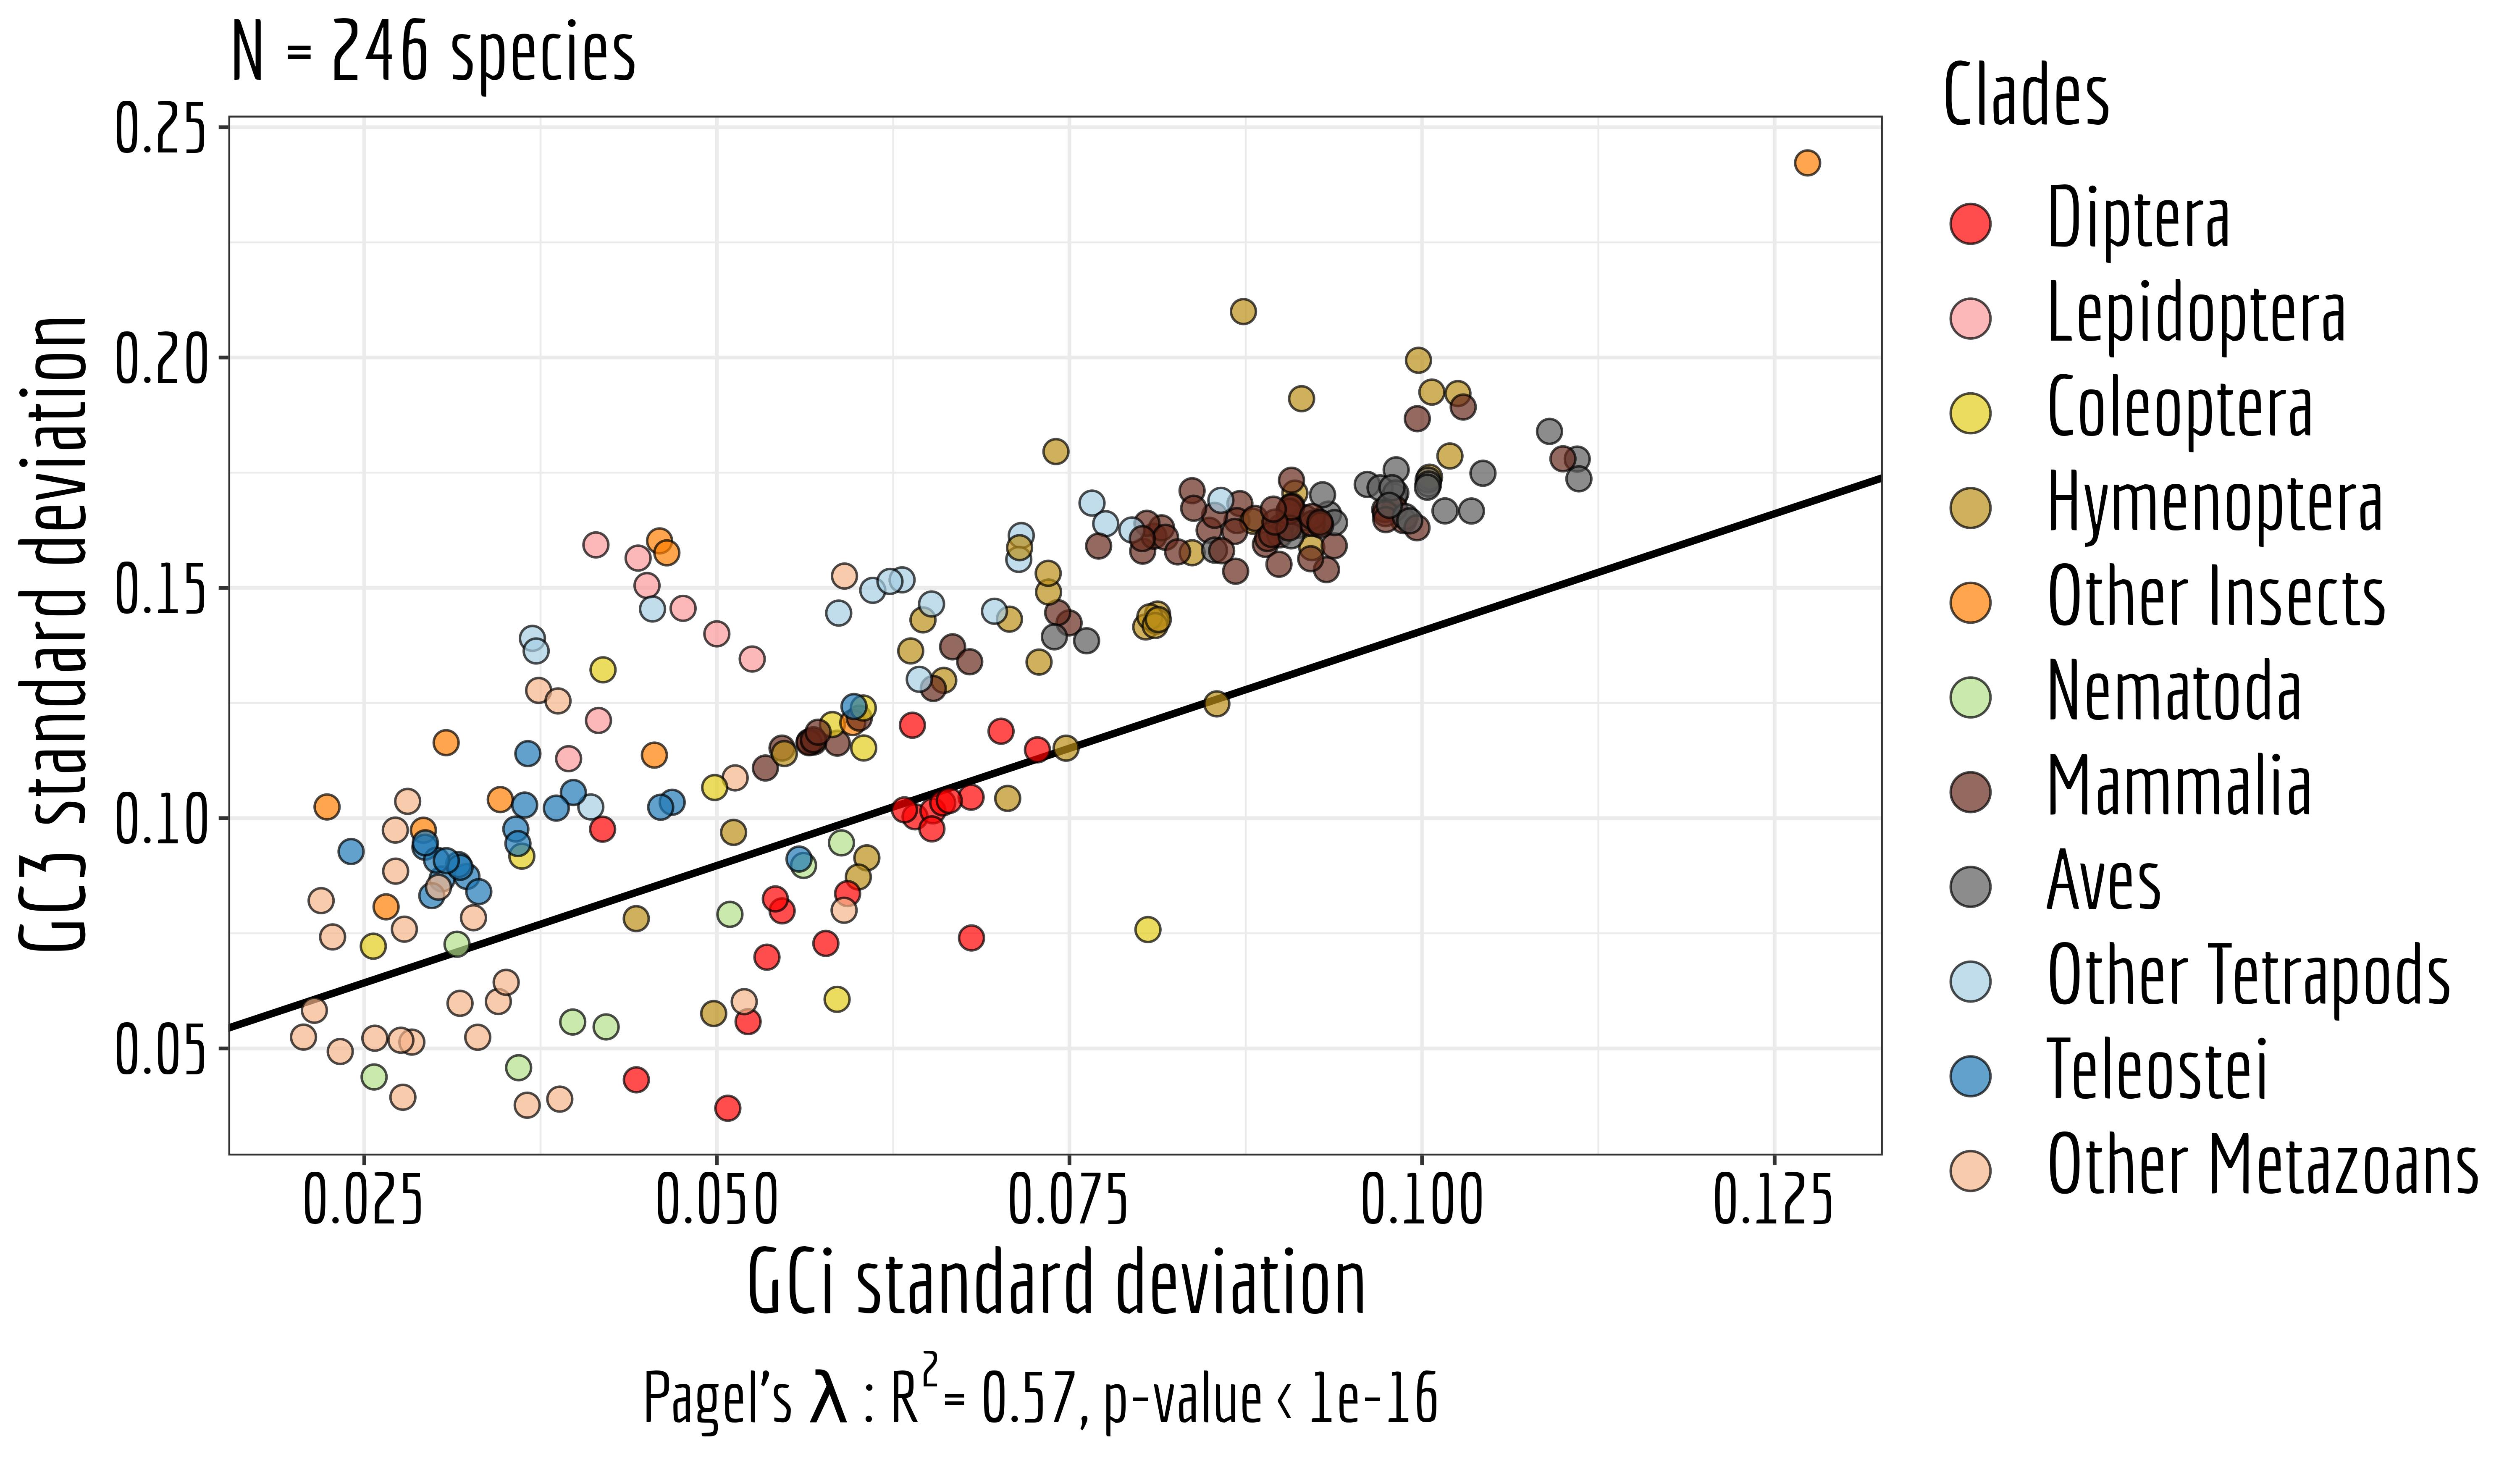 N = 246 species
0.25
0.20
0.15
0.10
0.05
GC3 standard deviation
0.025 0.050 0.075 0.100 0.125
GCi standard deviation
Pagel's λ : R² = 0.57, p-value < 1e-16
Clades
Diptera
Lepidoptera
Coleoptera
Hymenoptera
Other Insects
Nematoda
Mammalia
Aves
Other Tetrapods
Teleostei
Other Metazoans